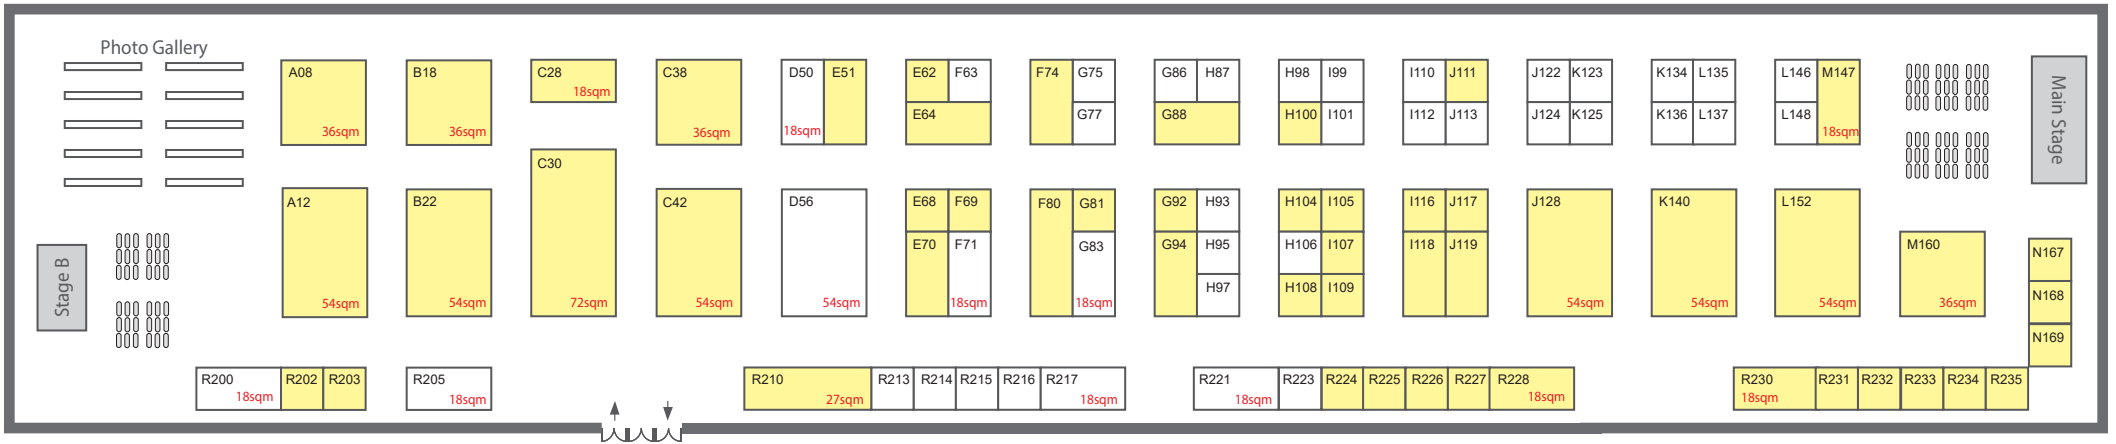 Photo Gallery
A08
36sqm
B18
36sqm
C28
18sqm
C38
36sqm
D50
18sqm
E51
E62
F63
E64
F74
G75
G77
G86
H87
G88
H98
I99
H100
I101
I110
J111
I112
J113
J122
K123
J124
K125
K134
L135
K136
L137
L146
M147
L148
18sqm
Main Stage
C30
72sqm
A12
54sqm
B22
54sqm
C42
54sqm
D56
54sqm
E68
F69
E70
F71
18sqm
F80
G81
G83
18sqm
G92
H93
G94
H95
H97
H104
I105
H106
I107
H108
I109
I116
J117
I118
J119
J128
54sqm
K140
54sqm
L152
54sqm
M160
36sqm
N167
N168
N169
Stage B
R200
18sqm
R202
R203
R205
18sqm
R210
27sqm
R213
R214
R215
R216
R217
18sqm
R221
18sqm
R223
R224
R225
R226
R227
R228
18sqm
R230
18sqm
R231
R232
R233
R234
R235